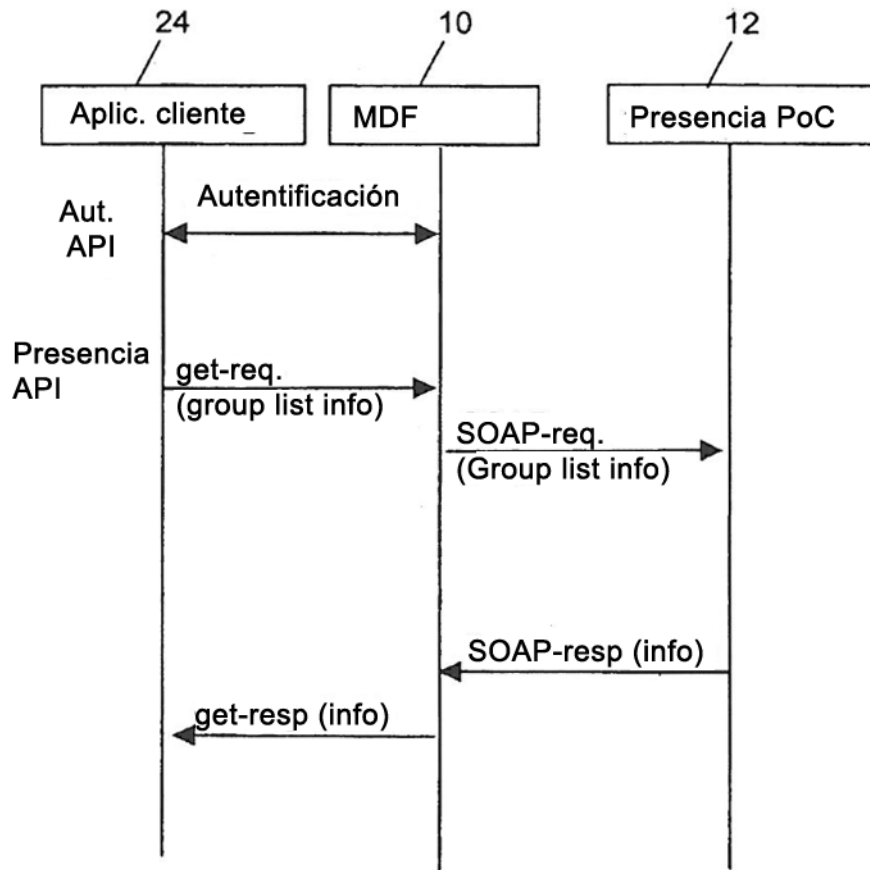 24
10
12
Aplic. cliente
MDF
Presencia PoC
Autentificación
Aut.
API
Presencia
API
get-req.
(group list info)
SOAP-req.
(Group list info)
SOAP-resp (info)
get-resp (info)